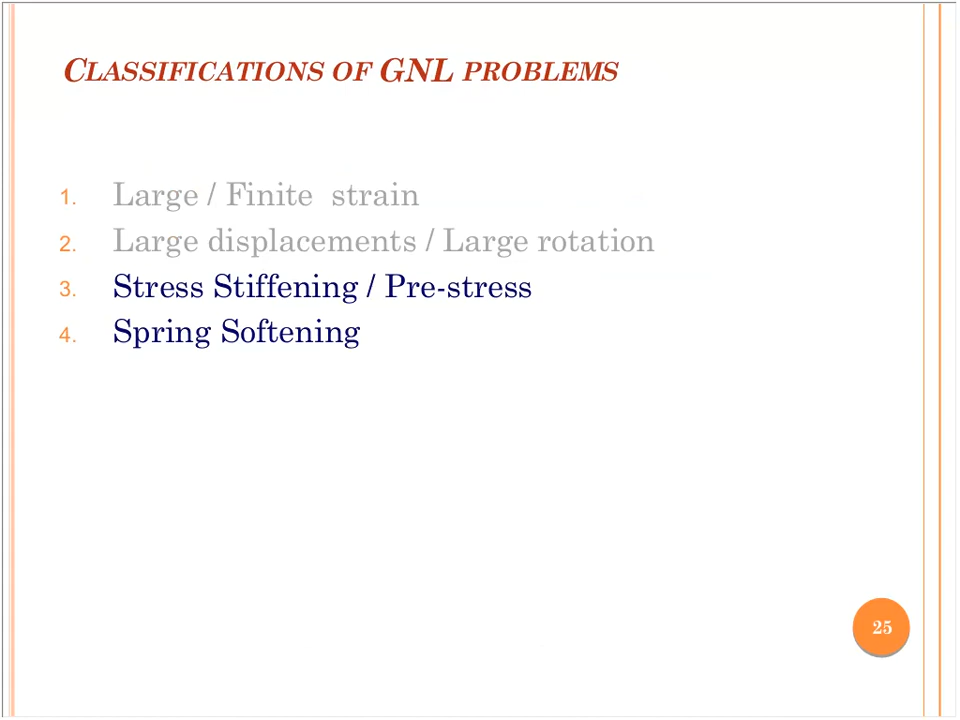 CLASSIFICATIONS OF GNL PROBLEMS
1. Large / Finite strain
2. Large displacements / Large rotation
3. Stress Stiffening / Pre-stress
4. Spring Softening
25